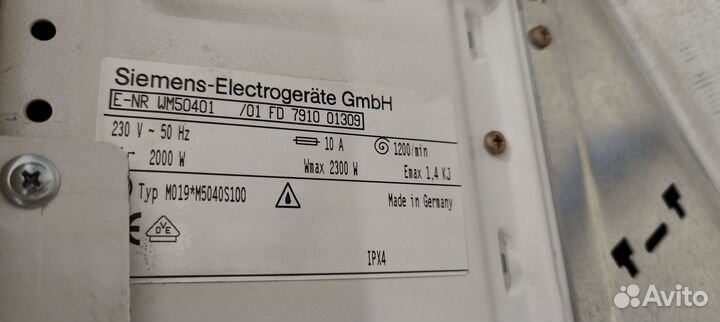 Siemens-Electrogeräte GmbH
E-NR WM50401 /01 FD 7910 01309
230 V ~ 50 Hz 10 A 1200/min
2000 W Wmax 2300 W Emax 1,4 KJ
Typ M019*M5040S100 Made in Germany
DVE
IPX4
T-T
Avito